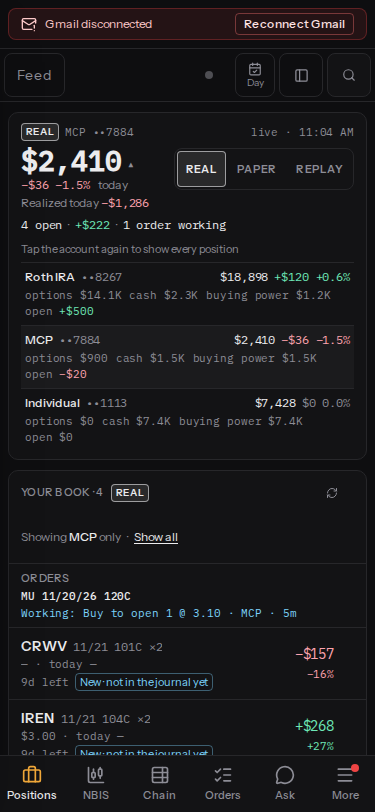 Gmail disconnected
Reconnect Gmail
Feed
Day
REAL MCP ••7884
live · 11:04 AM
$2,410 ▲
−$36 −1.5% today
Realized today −$1,286
REAL PAPER REPLAY
4 open · +$222 · 1 order working
Tap the account again to show every position
Roth IRA ••8267 $18,898 +$120 +0.6%
options $14.1K cash $2.3K buying power $1.2K
open +$500
MCP ••7884 $2,410 −$36 −1.5%
options $900 cash $1.5K buying power $1.5K
open −$20
Individual ••1113 $7,428 $0 0.0%
options $0 cash $7.4K buying power $7.4K
open $0
YOUR BOOK · 4 REAL
Showing MCP only · Show all
ORDERS
MU 11/20/26 120C
Working: Buy to open 1 @ 3.10 · MCP · 5m
CRWV 11/21 101C ×2 −$157
— · today — −16%
9d left New · not in the journal yet
IREN 11/21 104C ×2 +$268
$3.00 · today — +27%
9d left New · not in the journal yet
Positions NBIS Chain Orders Ask More